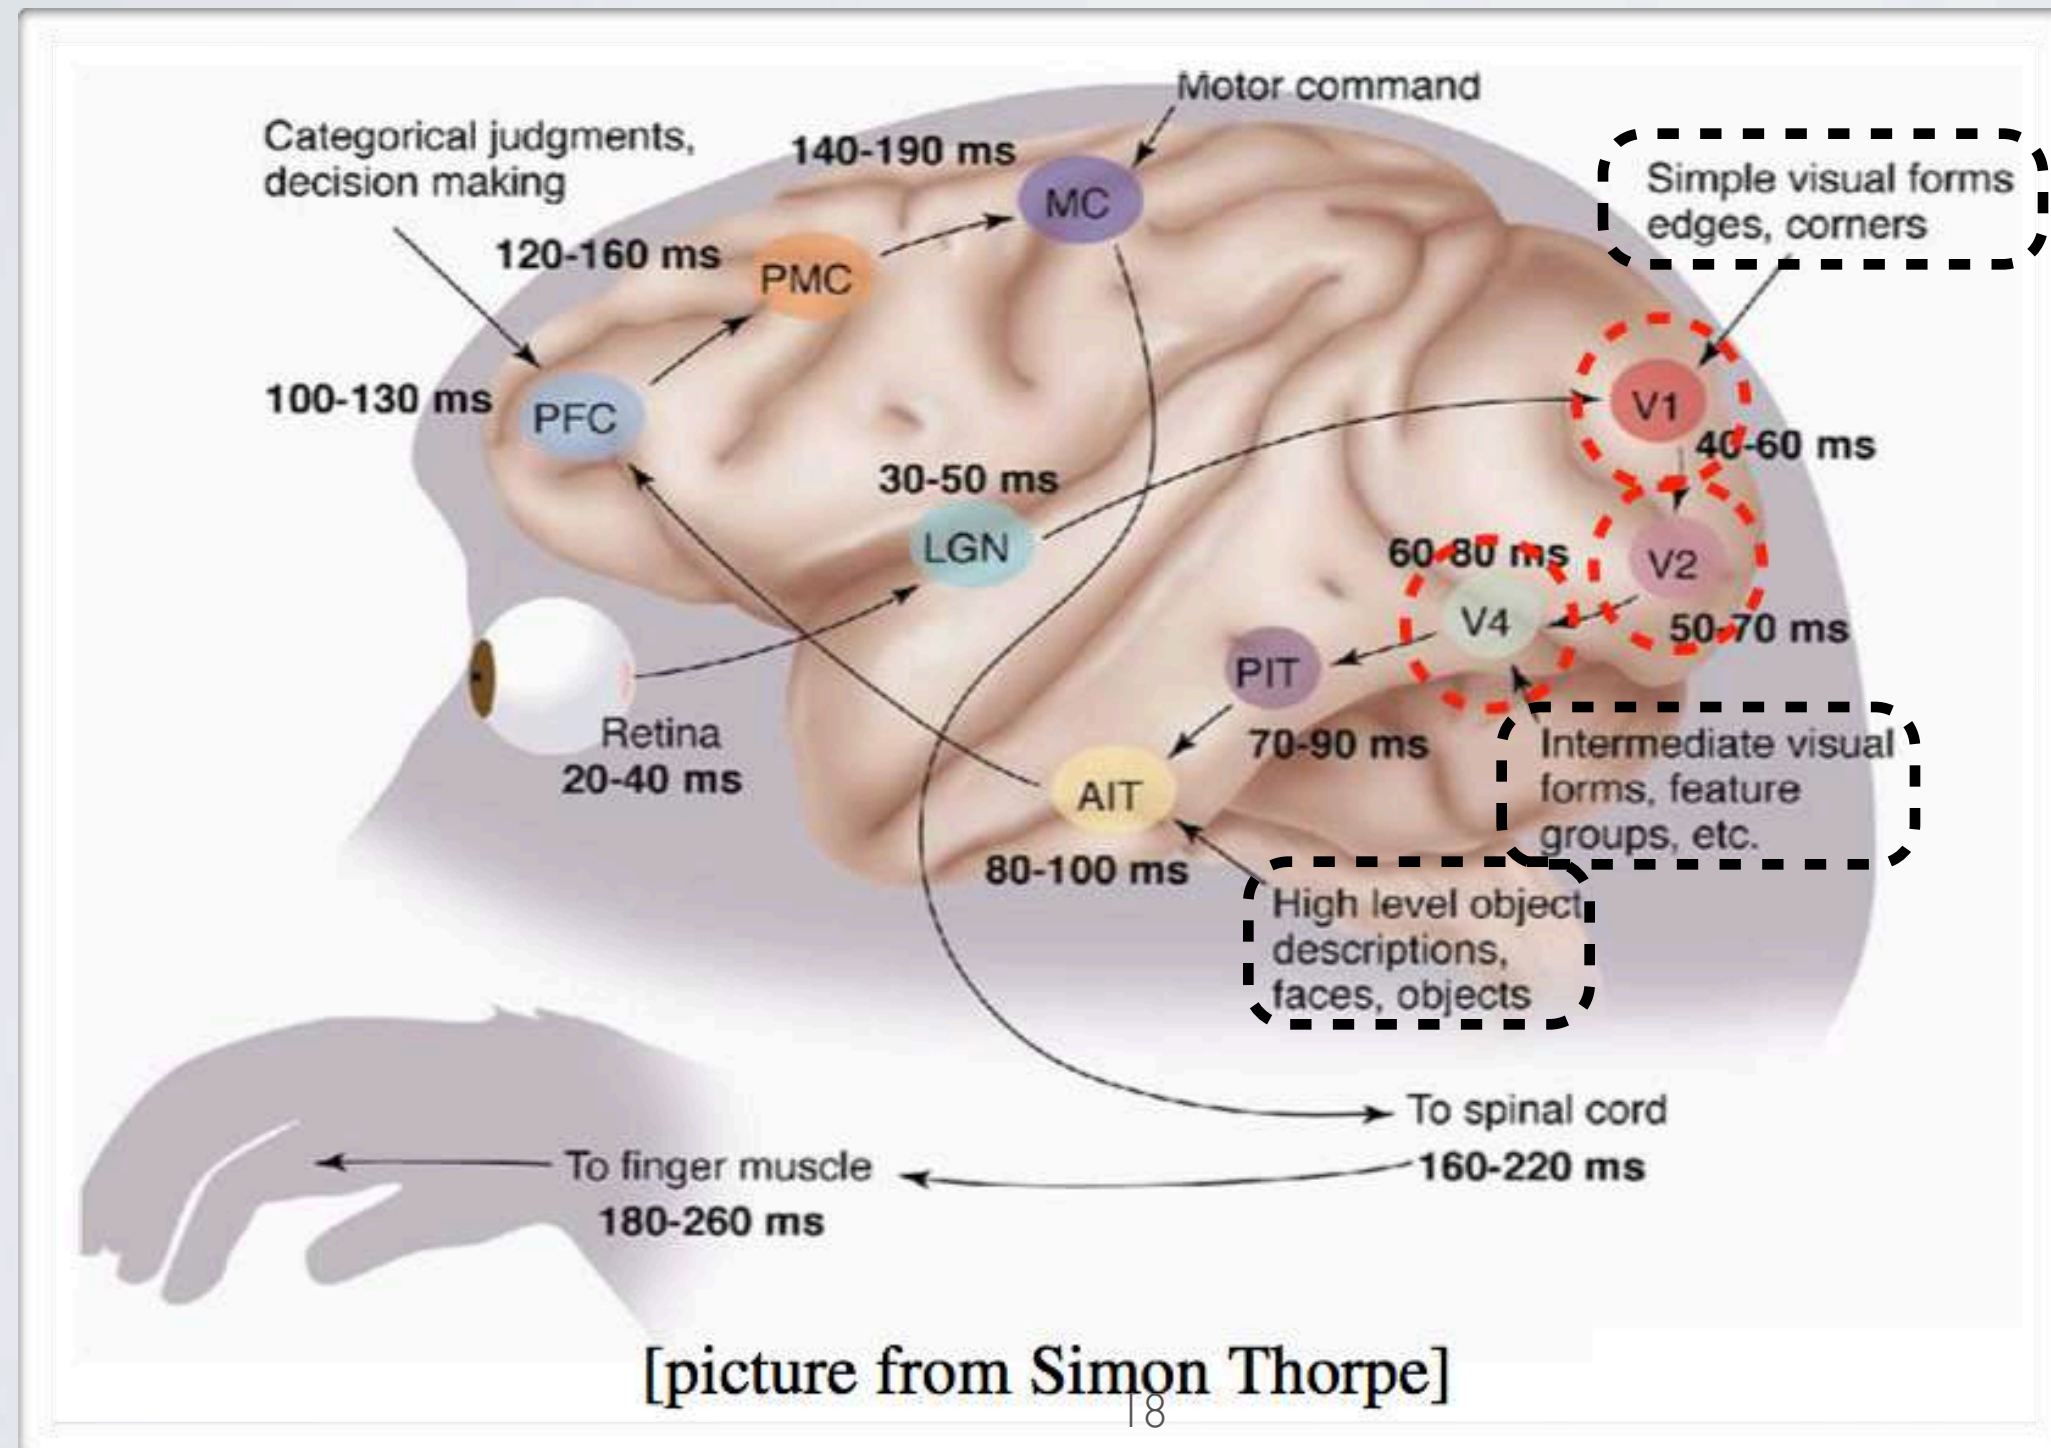 Motor command
Categorical judgments,
decision making
140-190 ms
MC
Simple visual forms
edges, corners
120-160 ms
PMC
100-130 ms
PFC
V1
40-60 ms
30-50 ms
LGN
60-80 ms
V2
V4
50-70 ms
PIT
Retina
20-40 ms
70-90 ms
Intermediate visual
forms, feature
groups, etc.
AIT
80-100 ms
High level object
descriptions,
faces, objects
To spinal cord
160-220 ms
To finger muscle
180-260 ms
[picture from Simon Thorpe]
18